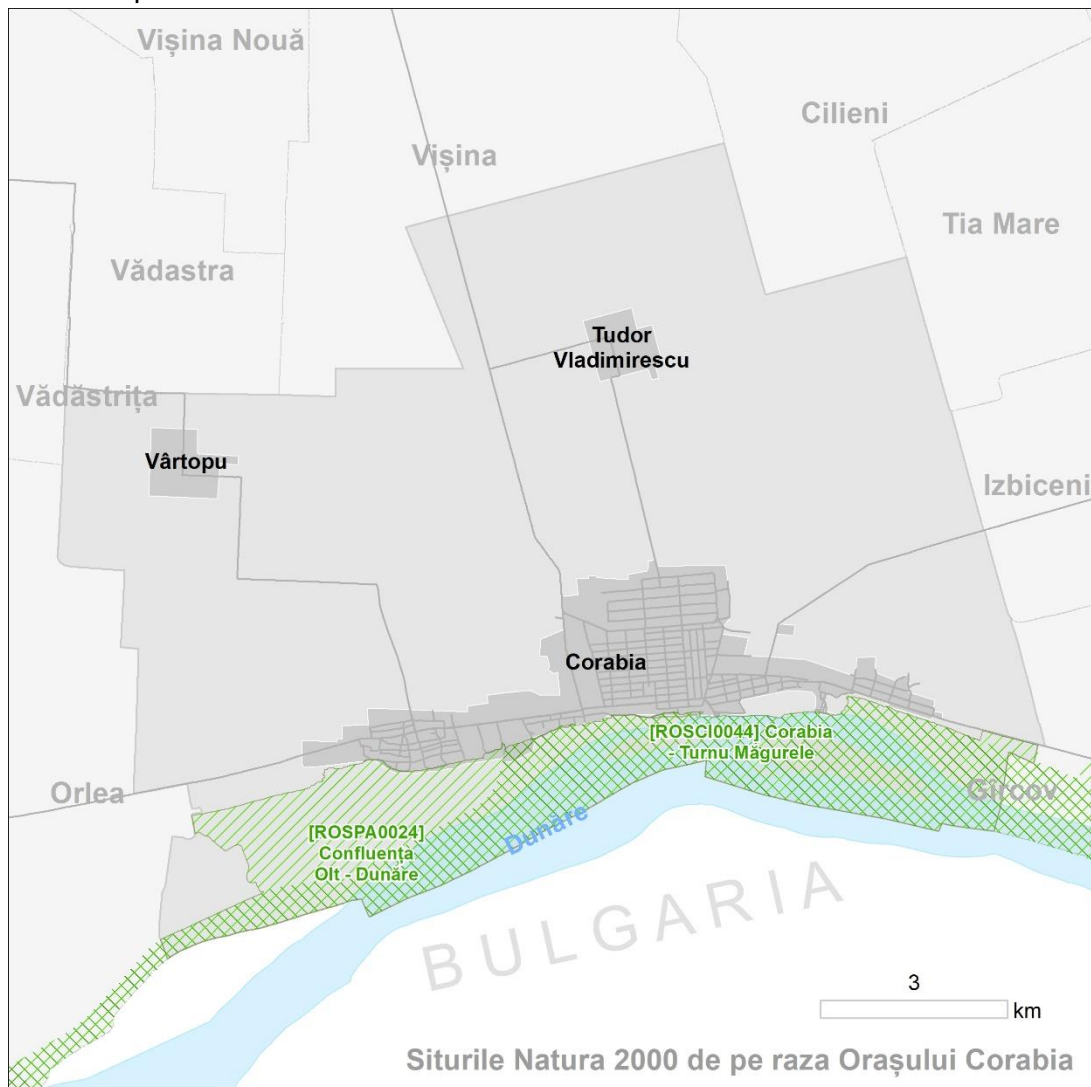 Vișina Nouă
Cilieni
Vișina
Tia Mare
Vădastra
Tudor
Vladimirescu
Vădăstrița
Vârtopu
Izbiceni
Corabia
[ROSCI0044] Corabia
- Turnu Măgurele
Orlea
Gîrcov
[ROSPA0024]
Confluența
Olt - Dunăre
Dunăre
BULGARIA
3
km
Siturile Natura 2000 de pe raza Orașului Corabia